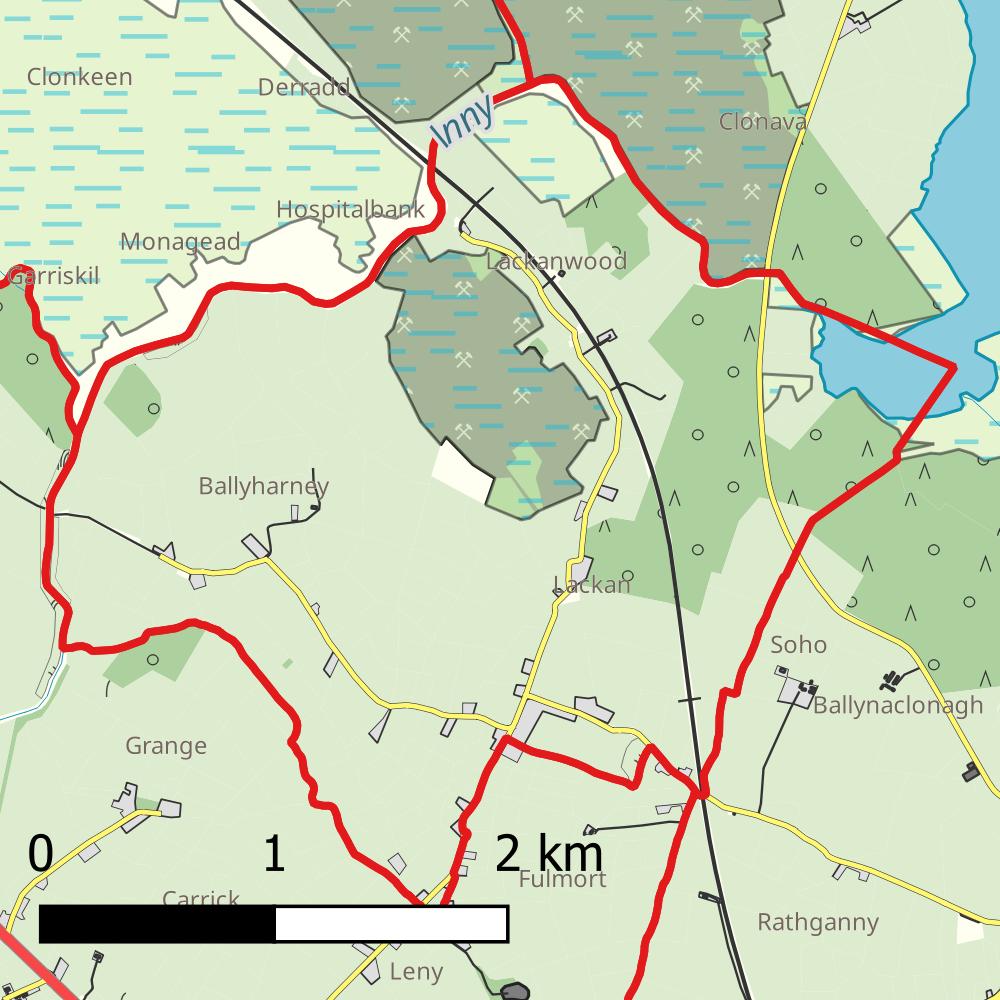 Clonkeen
Derradd
Inny
Clonava
Hospitalbank
Monagead
Lackanwood
Garriskil
Ballyharney
Lackan
Soho
Ballynaclonagh
Grange
0 1 2 km
Fulmort
Carrick
Rathganny
Leny